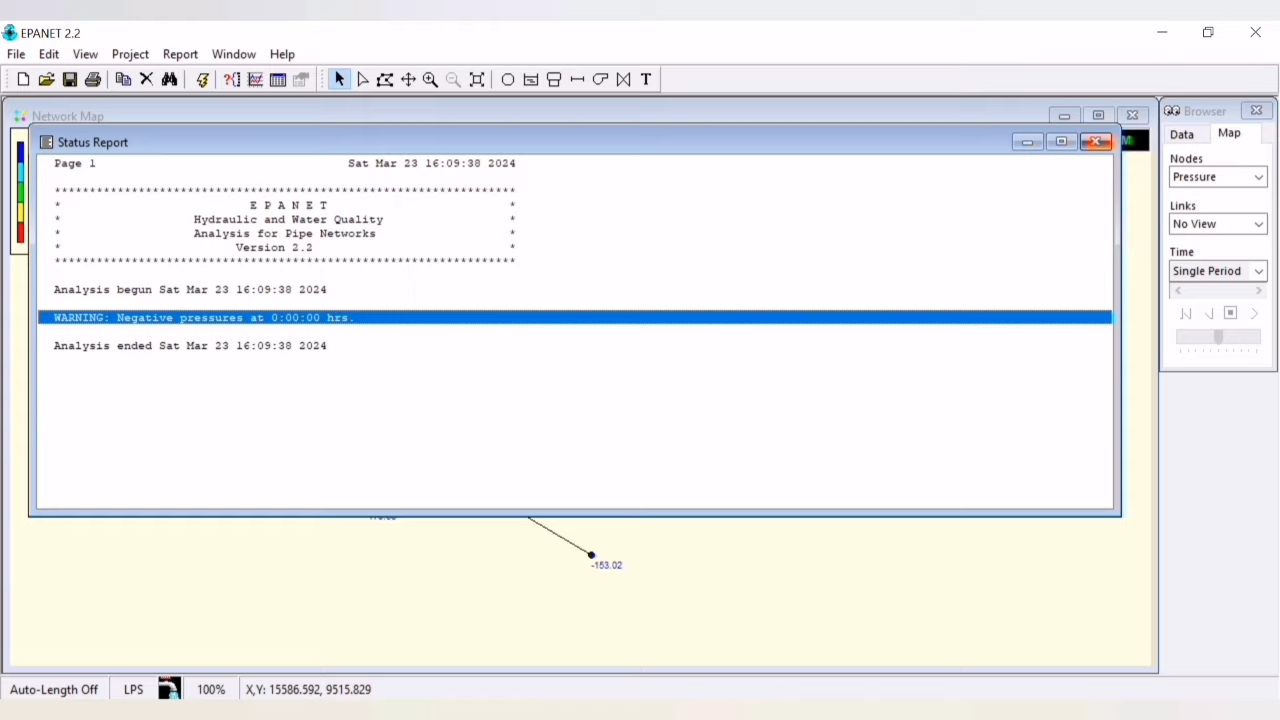 EPANET 2.2
File Edit View Project Report Window Help
T
Network Map
Browser
Status Report
M
Data Map
Page 1 Sat Mar 23 16:09:38 2024
Nodes
Pressure
******************************************************************
* E P A N E T *
* Hydraulic and Water Quality *
* Analysis for Pipe Networks *
* Version 2.2 *
******************************************************************
Links
No View
Time
Single Period
Analysis begun Sat Mar 23 16:09:38 2024
WARNING: Negative pressures at 0:00:00 hrs.
Analysis ended Sat Mar 23 16:09:38 2024
-153.02
Auto-Length Off LPS 100% X,Y: 15586.592, 9515.829